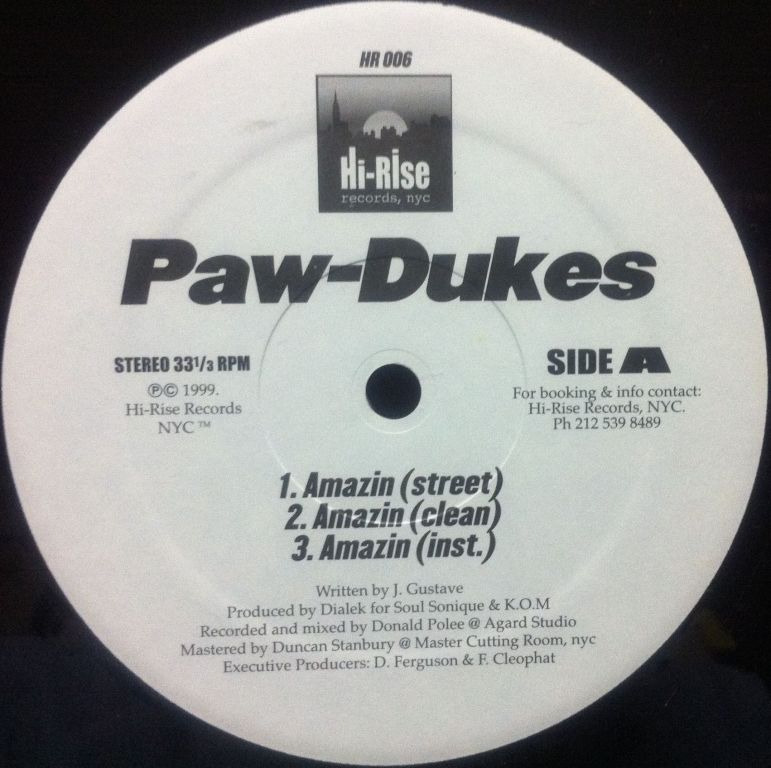 HR 006
Hi-Rise
records, nyc
Paw-Dukes
STEREO 33 1/3 RPM
℗© 1999.
Hi-Rise Records
NYC ™
SIDE A
For booking & info contact:
Hi-Rise Records, NYC.
Ph 212 539 8489
1. Amazin (street)
2. Amazin (clean)
3. Amazin (inst.)
Written by J. Gustave
Produced by Dialek for Soul Sonique & K.O.M
Recorded and mixed by Donald Polee @ Agard Studio
Mastered by Duncan Stanbury @ Master Cutting Room, nyc
Executive Producers: D. Ferguson & F. Cleophat